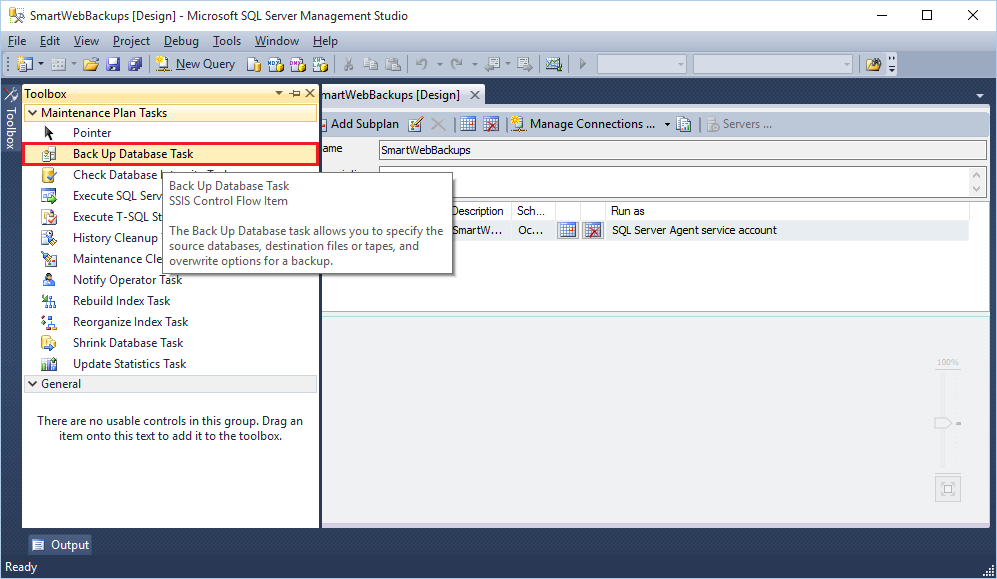 SmartWebBackups [Design] - Microsoft SQL Server Management Studio
File Edit View Project Debug Tools Window Help
New Query
Toolbox
Toolbox
martWebBackups [Design]
Maintenance Plan Tasks
Add Subplan
Manage Connections ...
Servers ...
Pointer
ame
SmartWebBackups
Back Up Database Task
Check Database
Back Up Database Task
SSIS Control Flow Item
The Back Up Database task allows you to specify the
source databases, destination files or tapes, and
overwrite options for a backup.
Description Sch... Run as
SmartW... Oc... SQL Server Agent service account
Execute SQL Serv
Execute T-SQL St
History Cleanup
Maintenance Cle
Notify Operator Task
Rebuild Index Task
Reorganize Index Task
Shrink Database Task
Update Statistics Task
General
There are no usable controls in this group. Drag an
item onto this text to add it to the toolbox.
100%
Output
Ready